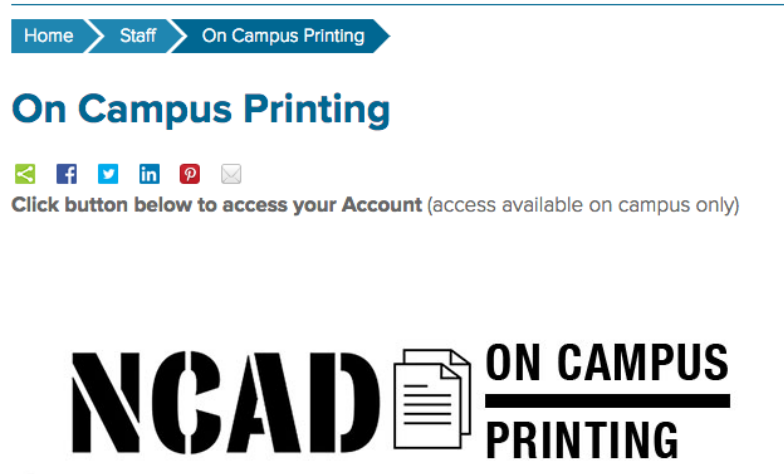 Home Staff On Campus Printing
On Campus Printing
Click button below to access your Account (access available on campus only)
NCAD ON CAMPUS
PRINTING